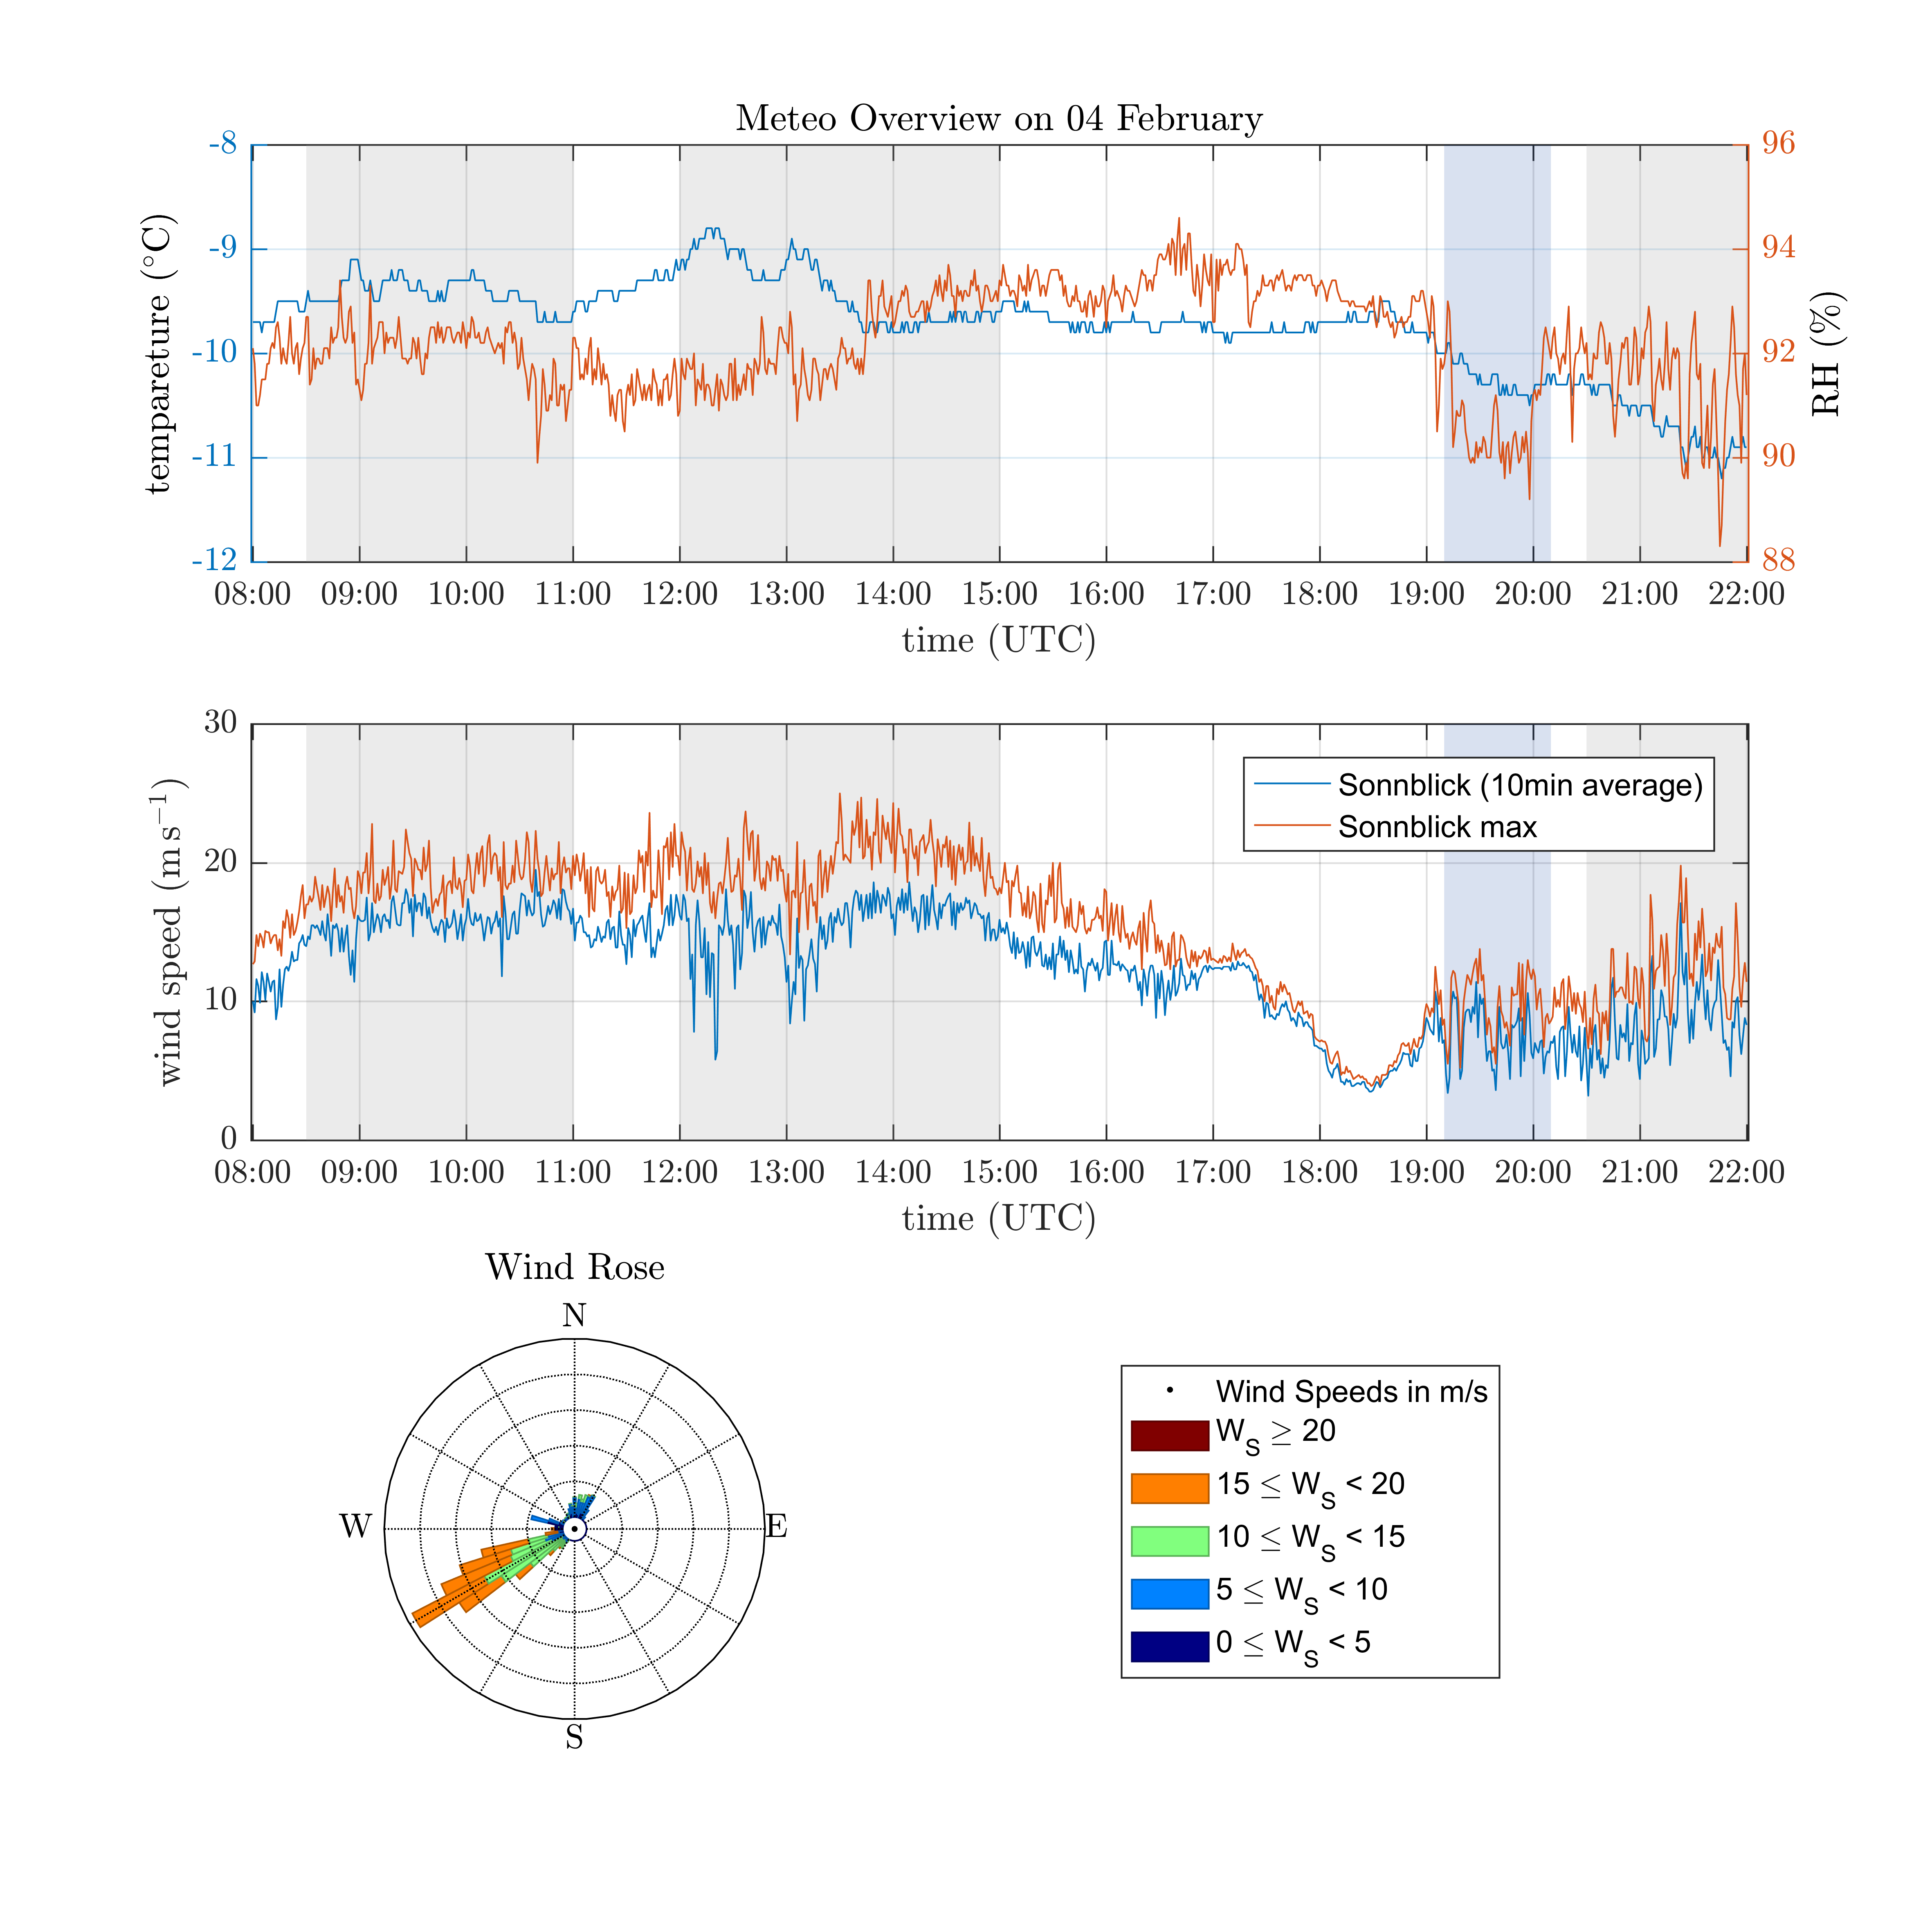 Meteo Overview on 04 February
-8
-9
-10
-11
-12
tempareture (°C)
96
94
92
90
88
RH (%)
08:00 09:00 10:00 11:00 12:00 13:00 14:00 15:00 16:00 17:00 18:00 19:00 20:00 21:00 22:00
time (UTC)
30
20
10
0
wind speed (m s⁻¹)
Sonnblick (10min average)
Sonnblick max
08:00 09:00 10:00 11:00 12:00 13:00 14:00 15:00 16:00 17:00 18:00 19:00 20:00 21:00 22:00
time (UTC)
Wind Rose
N
W
E
S
Wind Speeds in m/s
W_S ≥ 20
15 ≤ W_S < 20
10 ≤ W_S < 15
5 ≤ W_S < 10
0 ≤ W_S < 5